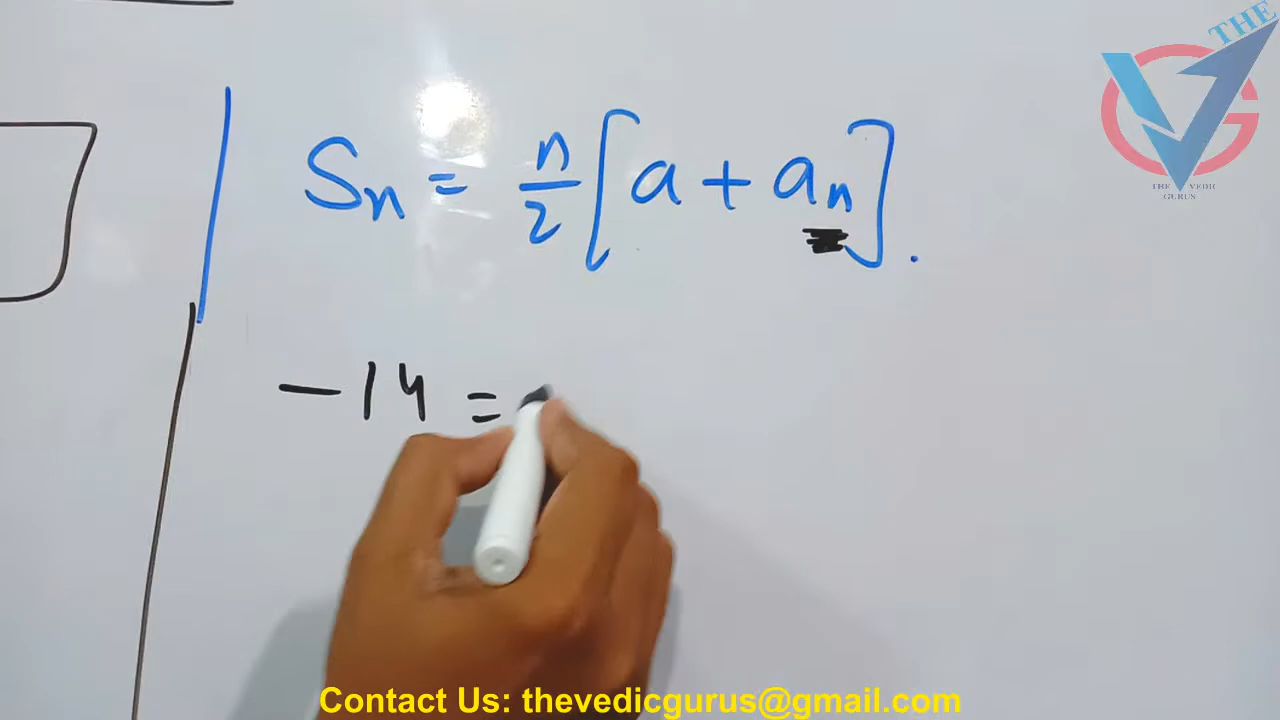 THE
THE VEDIC
GURUS
Sn = n/2 [a + an].
-14 =
Contact Us: thevedicgurus@gmail.com